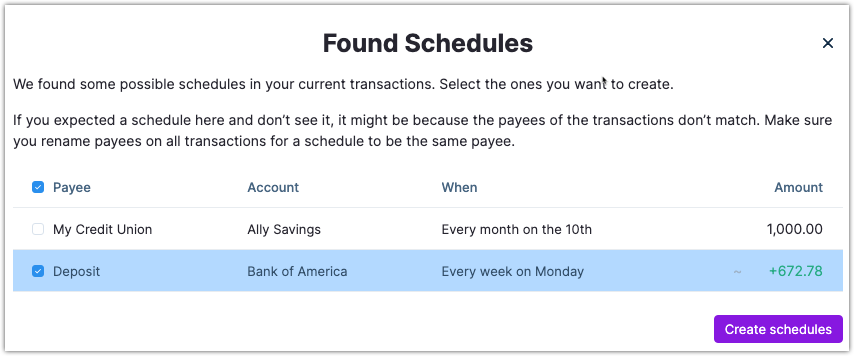 Found Schedules
We found some possible schedules in your current transactions. Select the ones you want to create.
If you expected a schedule here and don’t see it, it might be because the payees of the transactions don’t match. Make sure
you rename payees on all transactions for a schedule to be the same payee.
Payee Account When Amount
My Credit Union Ally Savings Every month on the 10th 1,000.00
Deposit Bank of America Every week on Monday ~ +672.78
Create schedules